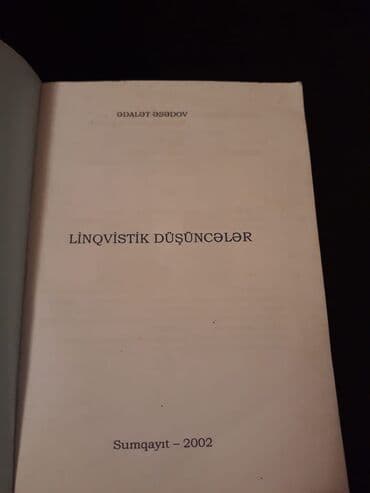 ƏDALƏT ƏSƏDOV
LİNQVİSTİK DÜŞÜNCƏLƏR
Sumqayıt – 2002